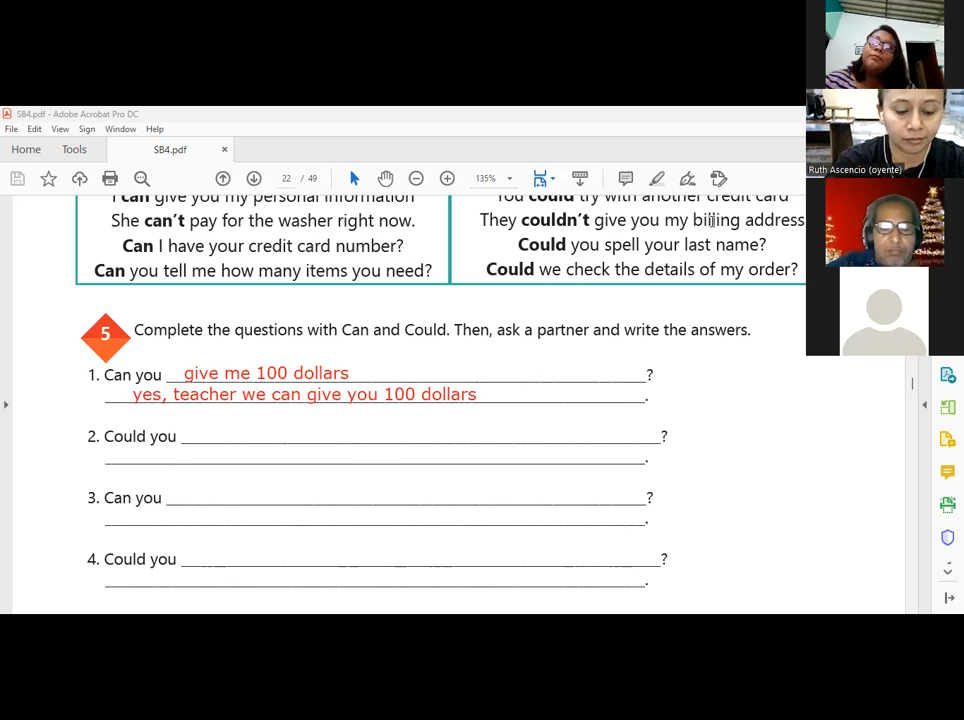 SB4.pdf - Adobe Acrobat Pro DC
File Edit View Sign Window Help
Home Tools SB4.pdf ×
22 / 49 135%
I can give you my personal information
You could try with another credit card
She can't pay for the washer right now.
They couldn't give you my billing address
Can I have your credit card number?
Could you spell your last name?
Can you tell me how many items you need?
Could we check the details of my order?
5 Complete the questions with Can and Could. Then, ask a partner and write the answers.
1. Can you give me 100 dollars ?
yes, teacher we can give you 100 dollars .
2. Could you ?
.
3. Can you ?
.
4. Could you ?
.
Ruth Ascencio (oyente)